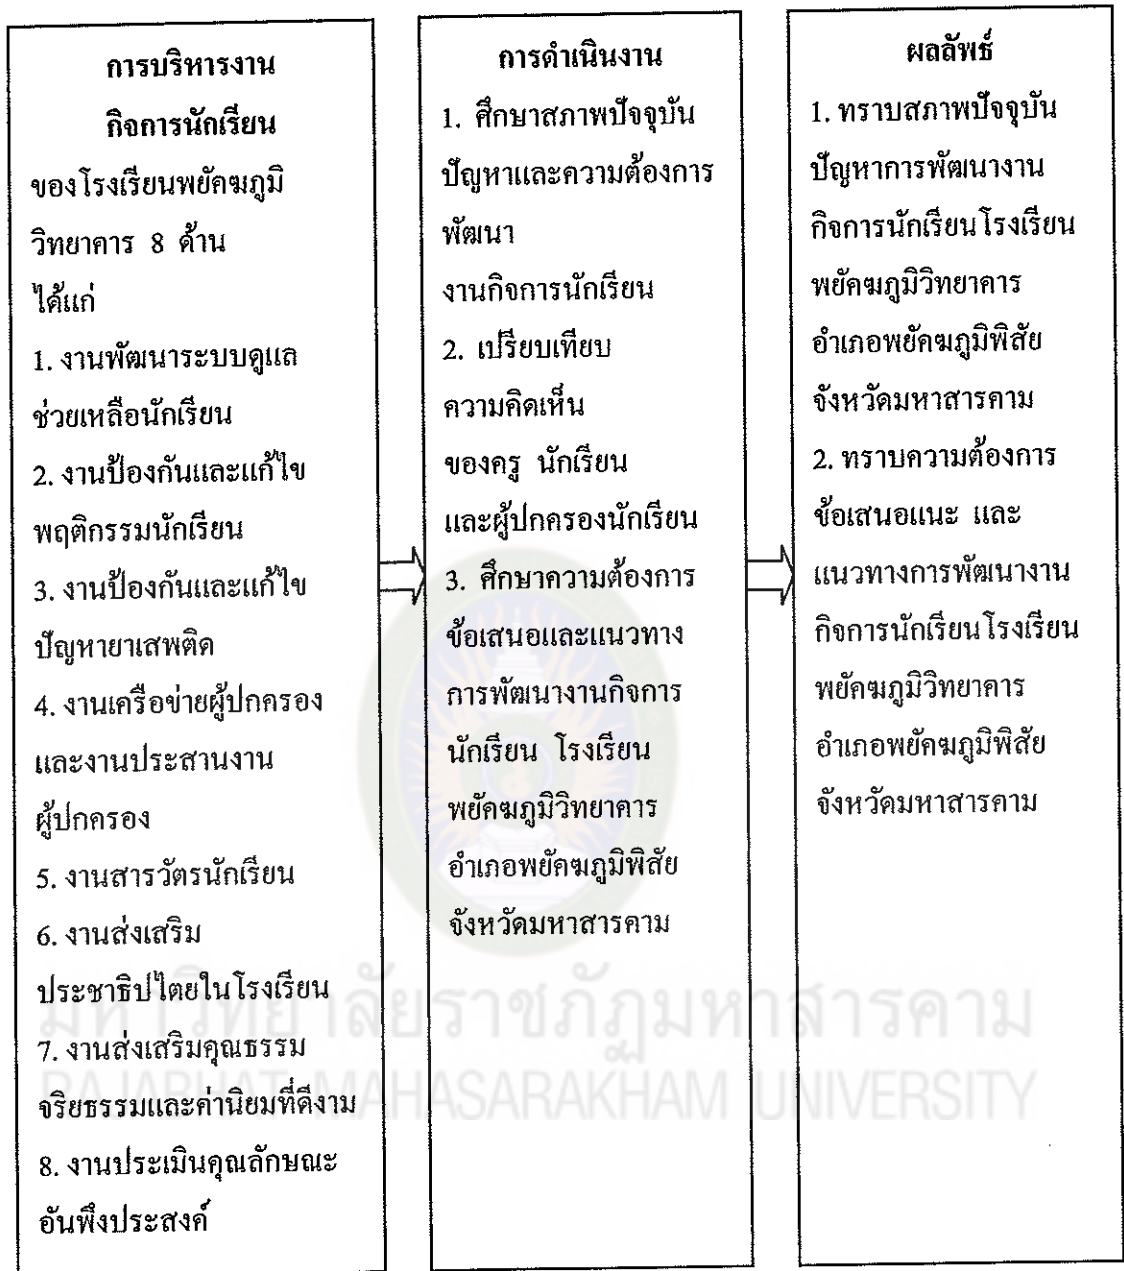 การบริหารงาน
กิจการนักเรียน
ของโรงเรียนพยัคฆภูมิ
วิทยาคาร 8 ด้าน
ได้แก่
1. งานพัฒนาระบบดูแล
ช่วยเหลือนักเรียน
2. งานป้องกันและแก้ไข
พฤติกรรมนักเรียน
3. งานป้องกันและแก้ไข
ปัญหายาเสพติด
4. งานเครือข่ายผู้ปกครอง
และงานประสานงาน
ผู้ปกครอง
5. งานสารวัตรนักเรียน
6. งานส่งเสริม
ประชาธิปไตยในโรงเรียน
7. งานส่งเสริมคุณธรรม
จริยธรรมและค่านิยมที่ดีงาม
8. งานประเมินคุณลักษณะ
อันพึงประสงค์
การดำเนินงาน
1. ศึกษาสภาพปัจจุบัน
ปัญหาและความต้องการ
พัฒนา
งานกิจการนักเรียน
2. เปรียบเทียบ
ความคิดเห็น
ของครู นักเรียน
และผู้ปกครองนักเรียน
3. ศึกษาความต้องการ
ข้อเสนอและแนวทาง
การพัฒนางานกิจการ
นักเรียน โรงเรียน
พยัคฆภูมิวิทยาคาร
อำเภอพยัคฆภูมิพิสัย
จังหวัดมหาสารคาม
ผลลัพธ์
1. ทราบสภาพปัจจุบัน
ปัญหาการพัฒนางาน
กิจการนักเรียนโรงเรียน
พยัคฆภูมิวิทยาคาร
อำเภอพยัคฆภูมิพิสัย
จังหวัดมหาสารคาม
2. ทราบความต้องการ
ข้อเสนอแนะ และ
แนวทางการพัฒนางาน
กิจการนักเรียนโรงเรียน
พยัคฆภูมิวิทยาคาร
อำเภอพยัคฆภูมิพิสัย
จังหวัดมหาสารคาม
มหาวิทยาลัยราชภัฏมหาสารคาม
RAJABHAT MAHASARAKHAM UNIVERSITY